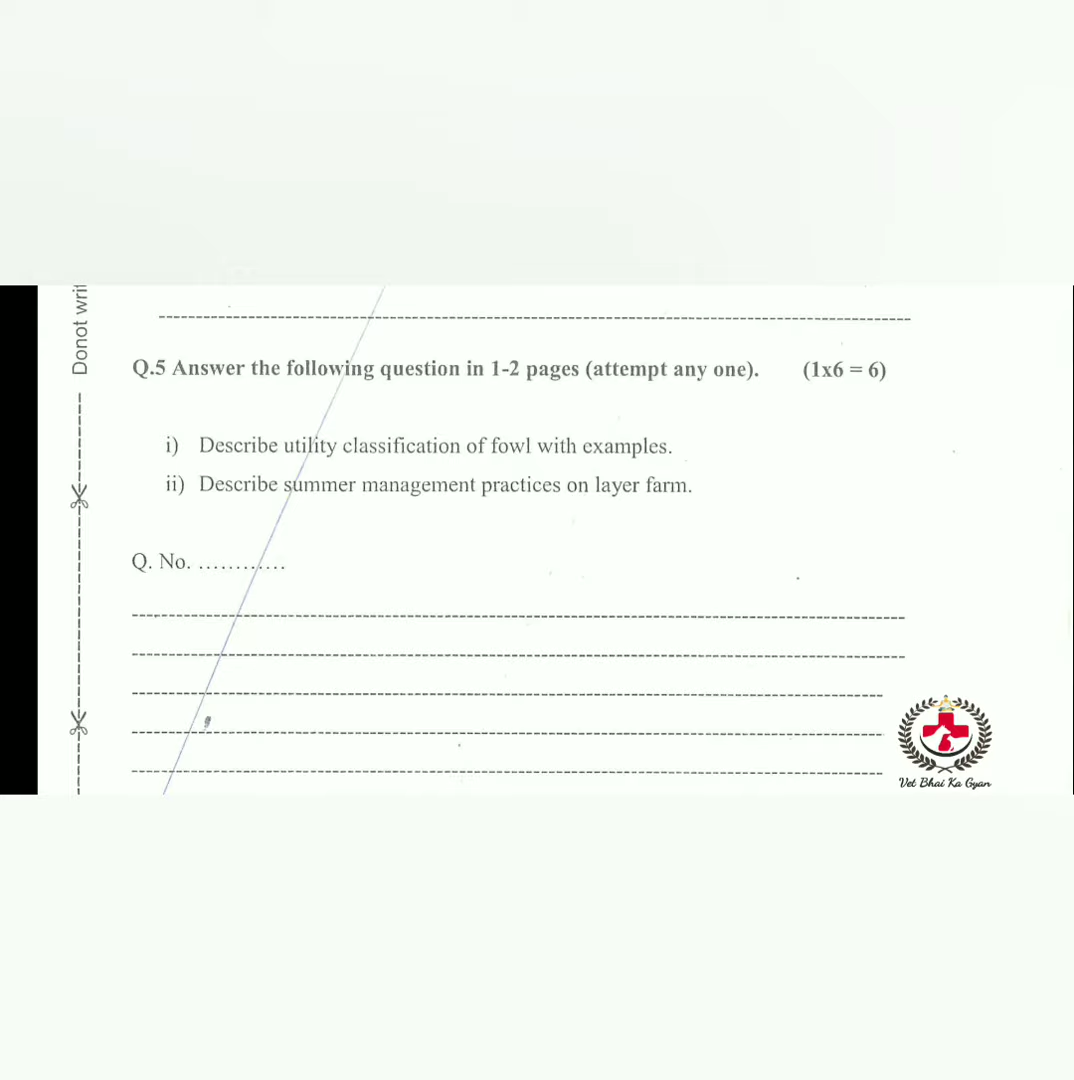 Donot writ
Q.5 Answer the following question in 1-2 pages (attempt any one). (1x6 = 6)
i) Describe utility classification of fowl with examples.
ii) Describe summer management practices on layer farm.
Q. No. ............
Vet Bhai Ka Gyan